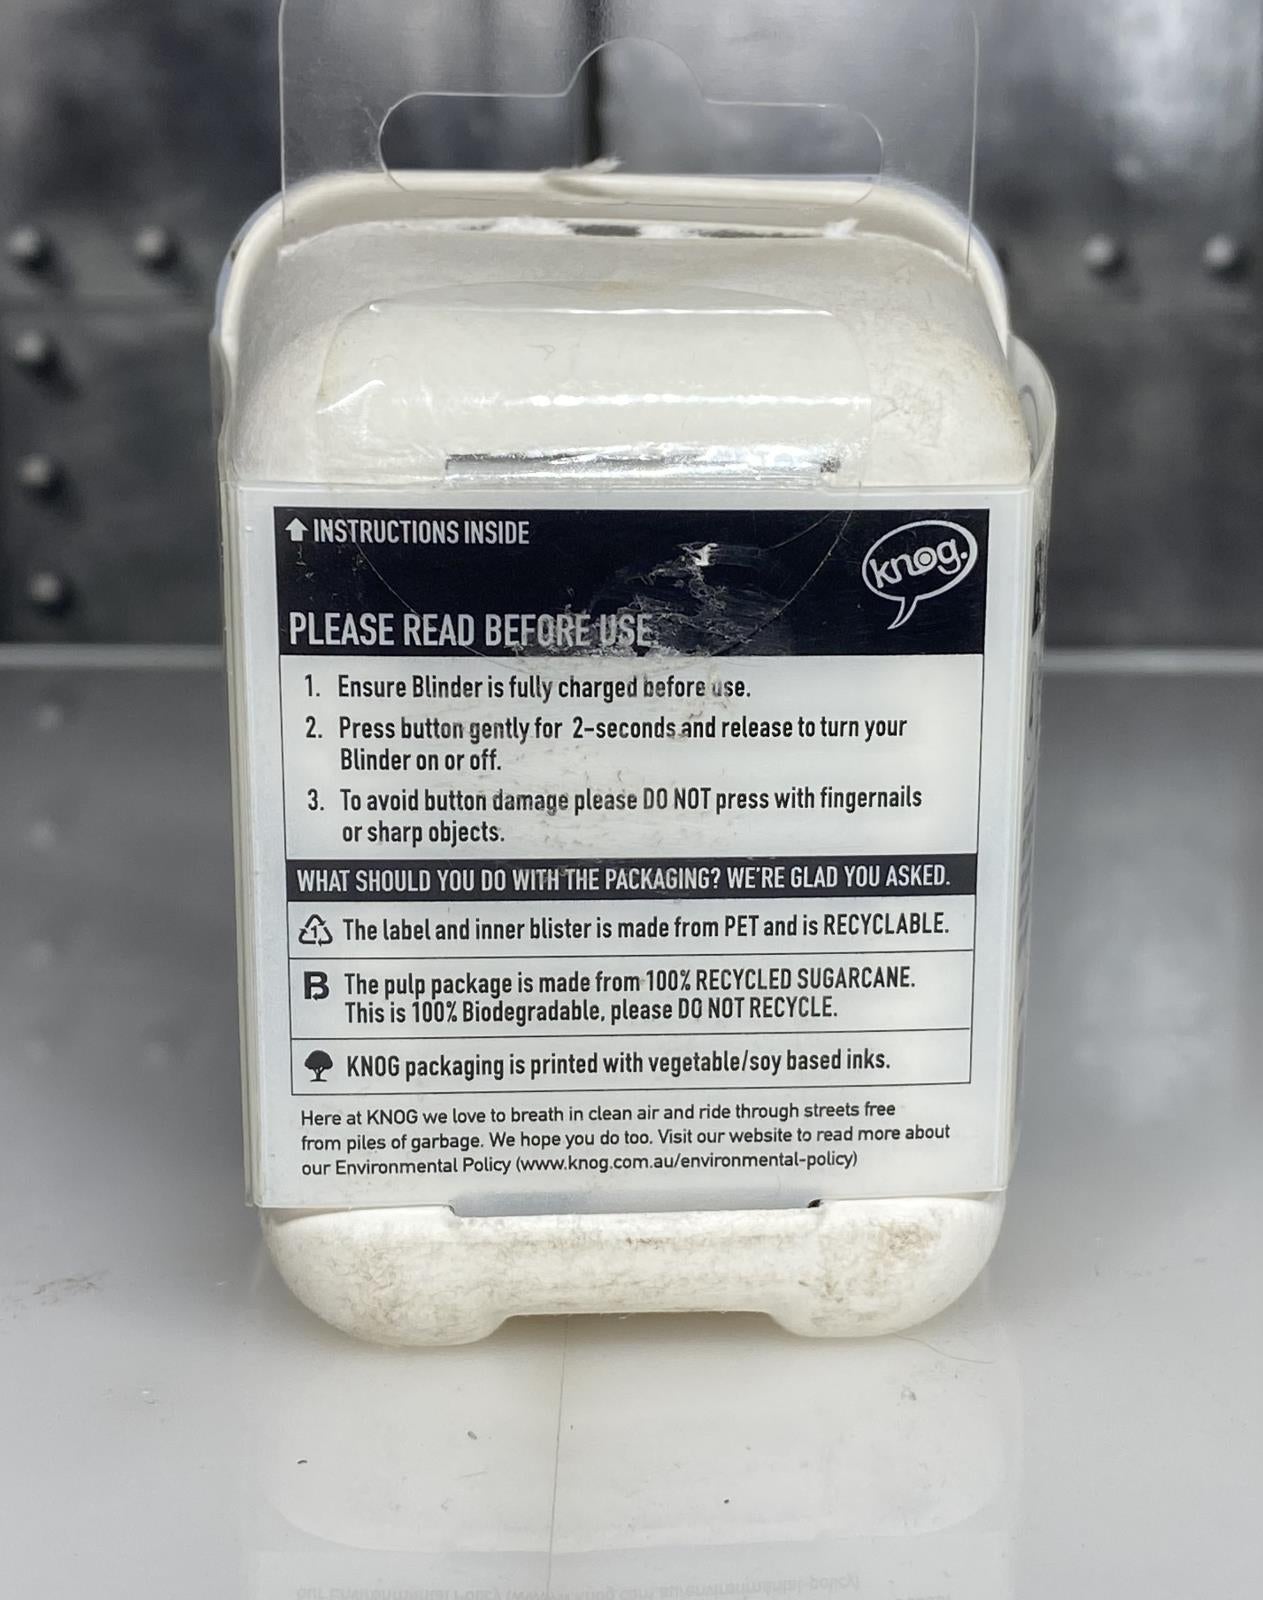 INSTRUCTIONS INSIDE
knog.
PLEASE READ BEFORE USE.
1. Ensure Blinder is fully charged before use.
2. Press button gently for 2-seconds and release to turn your
Blinder on or off.
3. To avoid button damage please DO NOT press with fingernails
or sharp objects.
WHAT SHOULD YOU DO WITH THE PACKAGING? WE'RE GLAD YOU ASKED.
1 The label and inner blister is made from PET and is RECYCLABLE.
B The pulp package is made from 100% RECYCLED SUGARCANE.
This is 100% Biodegradable, please DO NOT RECYCLE.
KNOG packaging is printed with vegetable/soy based inks.
Here at KNOG we love to breath in clean air and ride through streets free
from piles of garbage. We hope you do too. Visit our website to read more about
our Environmental Policy (www.knog.com.au/environmental-policy)